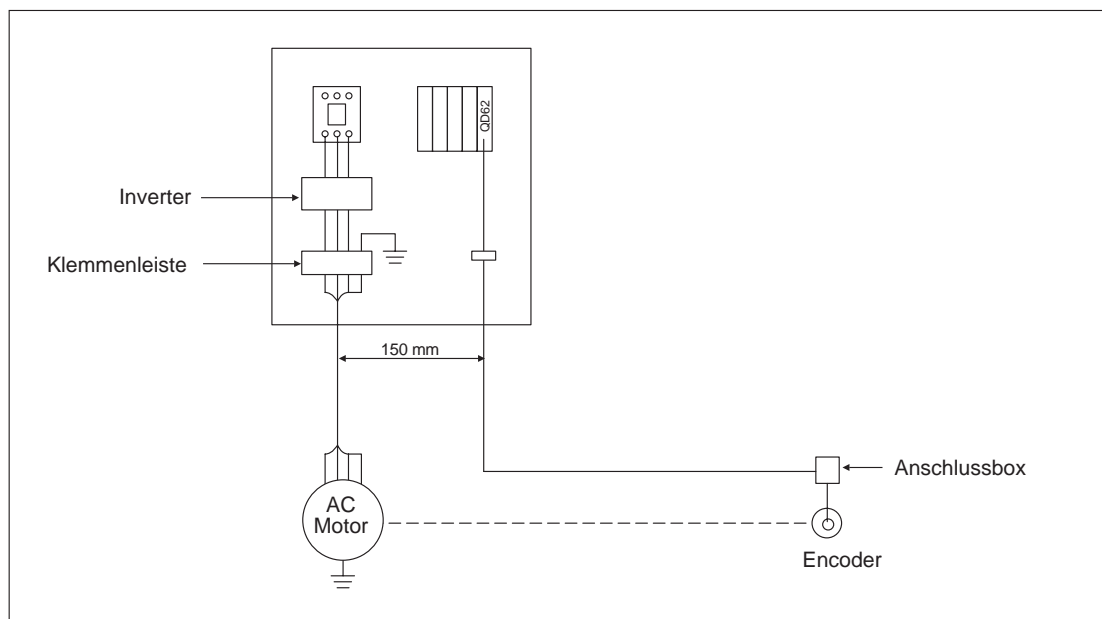 QD62
Inverter
Klemmenleiste
150 mm
Anschlussbox
AC
Motor
Encoder